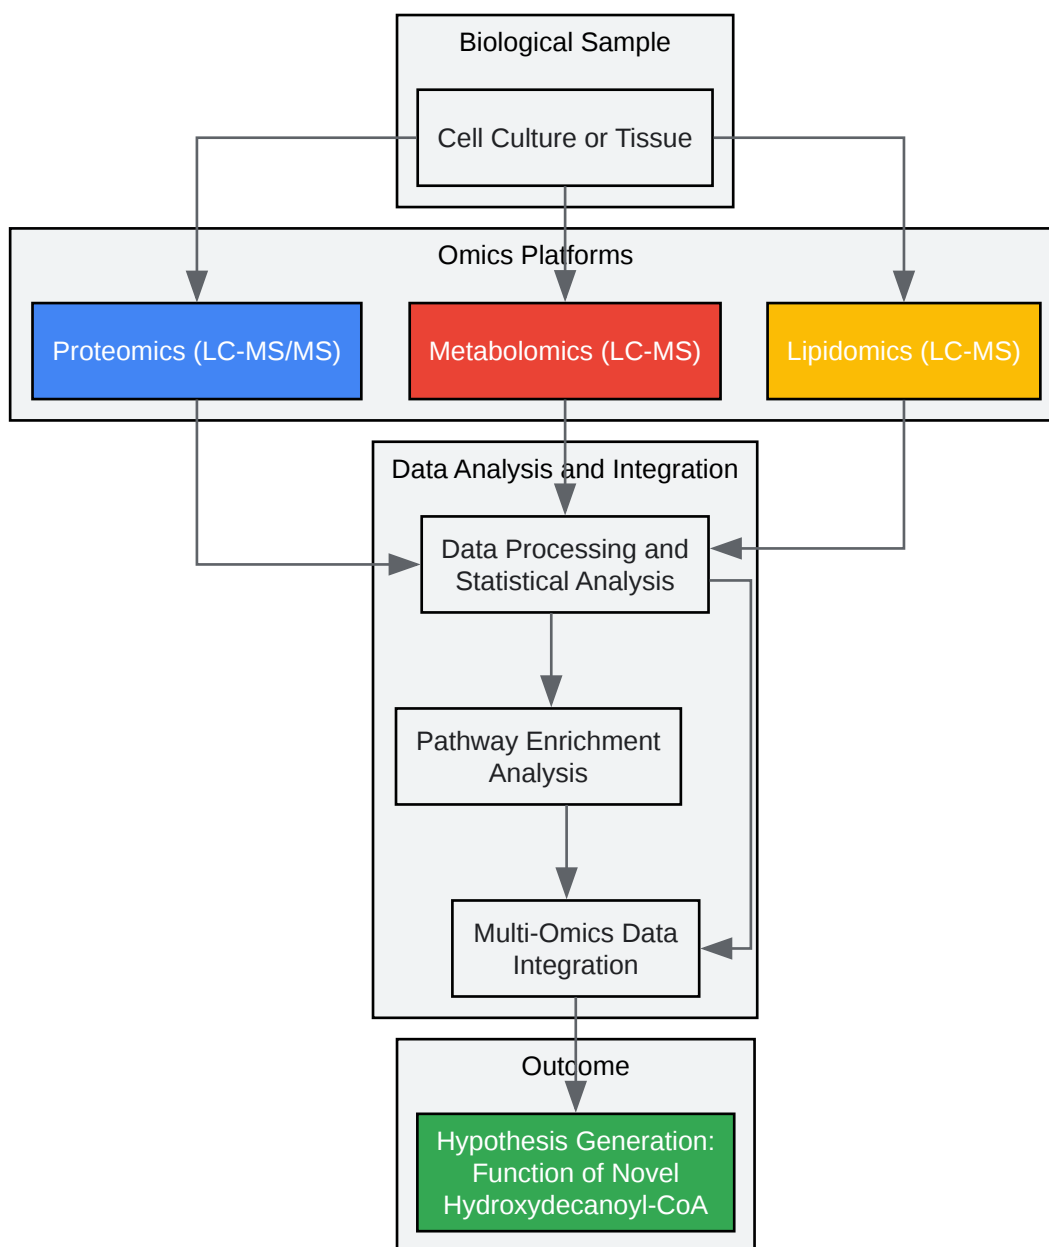 Biological Sample
Cell Culture or Tissue
Omics Platforms
Proteomics (LC-MS/MS)
Metabolomics (LC-MS)
Lipidomics (LC-MS)
Data Analysis and Integration
Data Processing and
Statistical Analysis
Pathway Enrichment
Analysis
Multi-Omics Data
Integration
Outcome
Hypothesis Generation:
Function of Novel
Hydroxydecanoyl-CoA